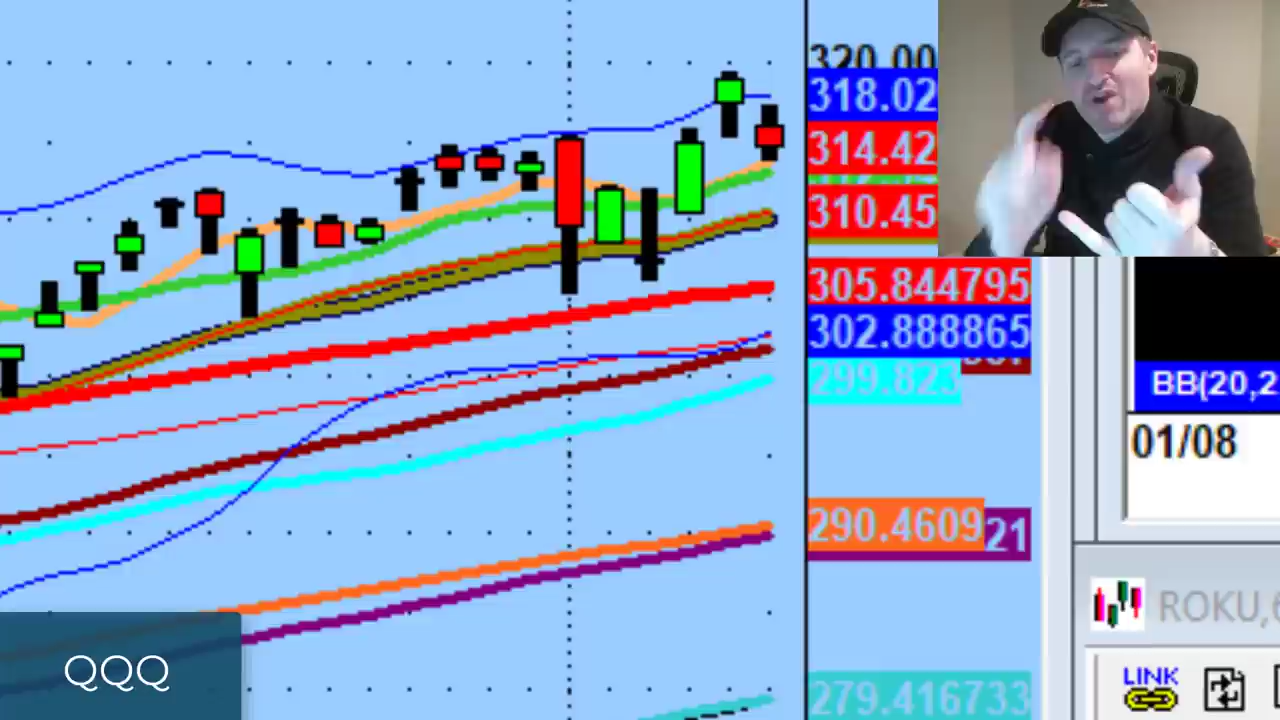 320.00
318.02
314.42
310.45
305.844795
302.888865
299.823
BB(20,2
01/08
290.4609
21
ROKU,
QQQ
LINK
279.416733